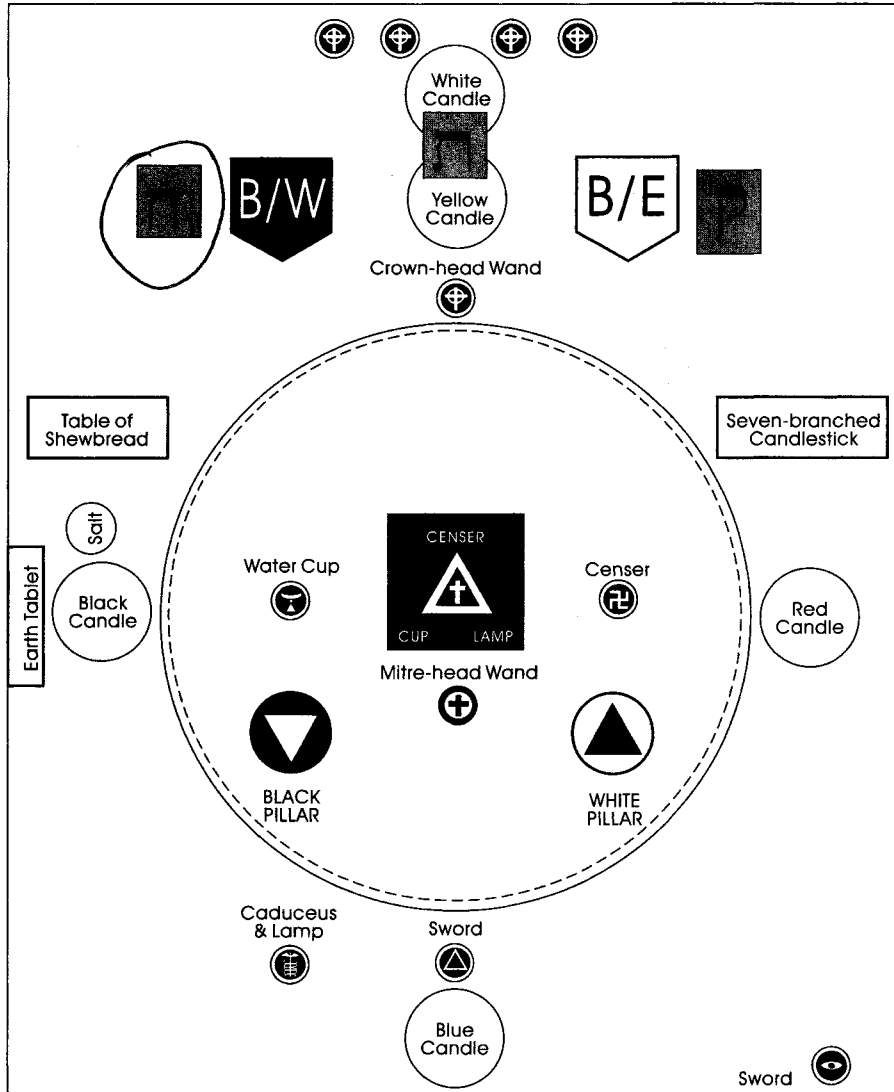 White
Candle
ת
B/W
Yellow
Candle
B/E
ק
Crown-head Wand
Table of
Shewbread
Seven-branched
Candlestick
Salt
Earth Tablet
Black
Candle
Water Cup
CENSER
CUP LAMP
Censer
Red
Candle
Mitre-head Wand
BLACK
PILLAR
WHITE
PILLAR
Caduceus
& Lamp
Sword
Blue
Candle
Sword